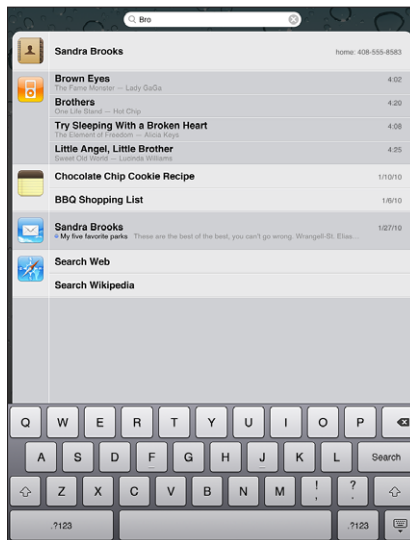 Bro
Sandra Brooks home: 408-555-8583
Brown Eyes 4:02
The Fame Monster — Lady GaGa
Brothers 4:20
One Life Stand — Hot Chip
Try Sleeping With a Broken Heart 4:08
The Element of Freedom — Alicia Keys
Little Angel, Little Brother 4:25
Sweet Old World — Lucinda Williams
Chocolate Chip Cookie Recipe 1/10/10
BBQ Shopping List 1/6/10
Sandra Brooks 1/27/10
My five favorite parks These are the best of the best, you can't go wrong. Wrangell-St. Elias...
Search Web
Search Wikipedia
Q W E R T Y U I O P
A S D F G H J K L Search
Z X C V B N M ! , ? .
.?123 .?123